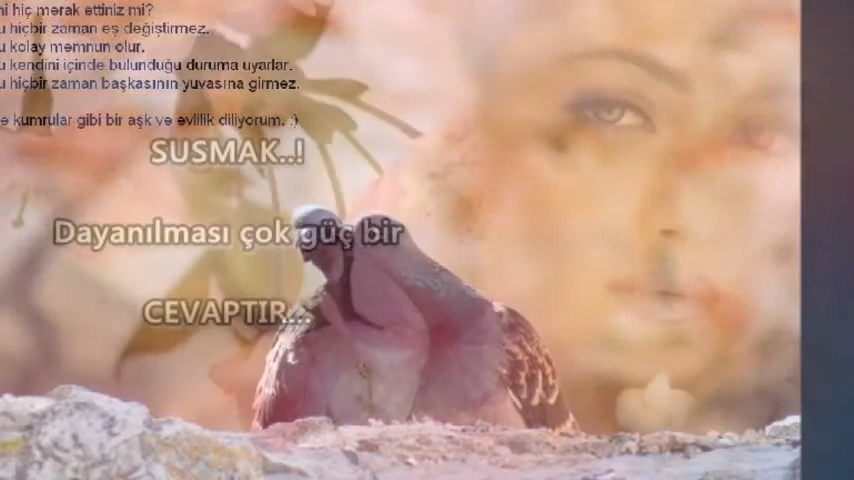 ni hiç merak ettiniz mi?
u hiçbir zaman eş değiştirmez.
u kolay memnun olur.
u kendini içinde bulunduğu duruma uyarlar.
u hiçbir zaman başkasının yuvasına girmez.
e kumrular gibi bir aşk ve evlilik diliyorum. :)
SUSMAK..!
Dayanılması çok güç bir
CEVAPTIR...